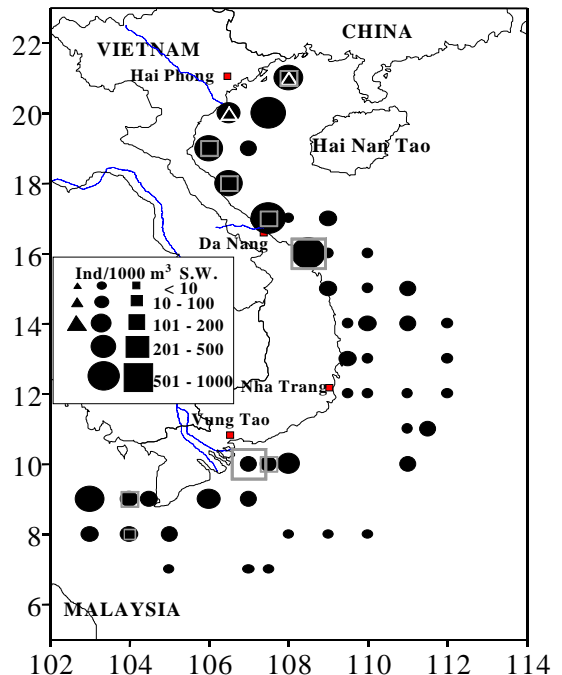 22
CHINA
VIETNAM
Hai Phong
20
Hai Nan Tao
18
Da Nang
16
Ind/1000 m³ S.W.
< 10
10 - 100
101 - 200
201 - 500
501 - 1000
14
12
Nha Trang
Vung Tao
10
8
6
MALAYSIA
102 104 106 108 110 112 114